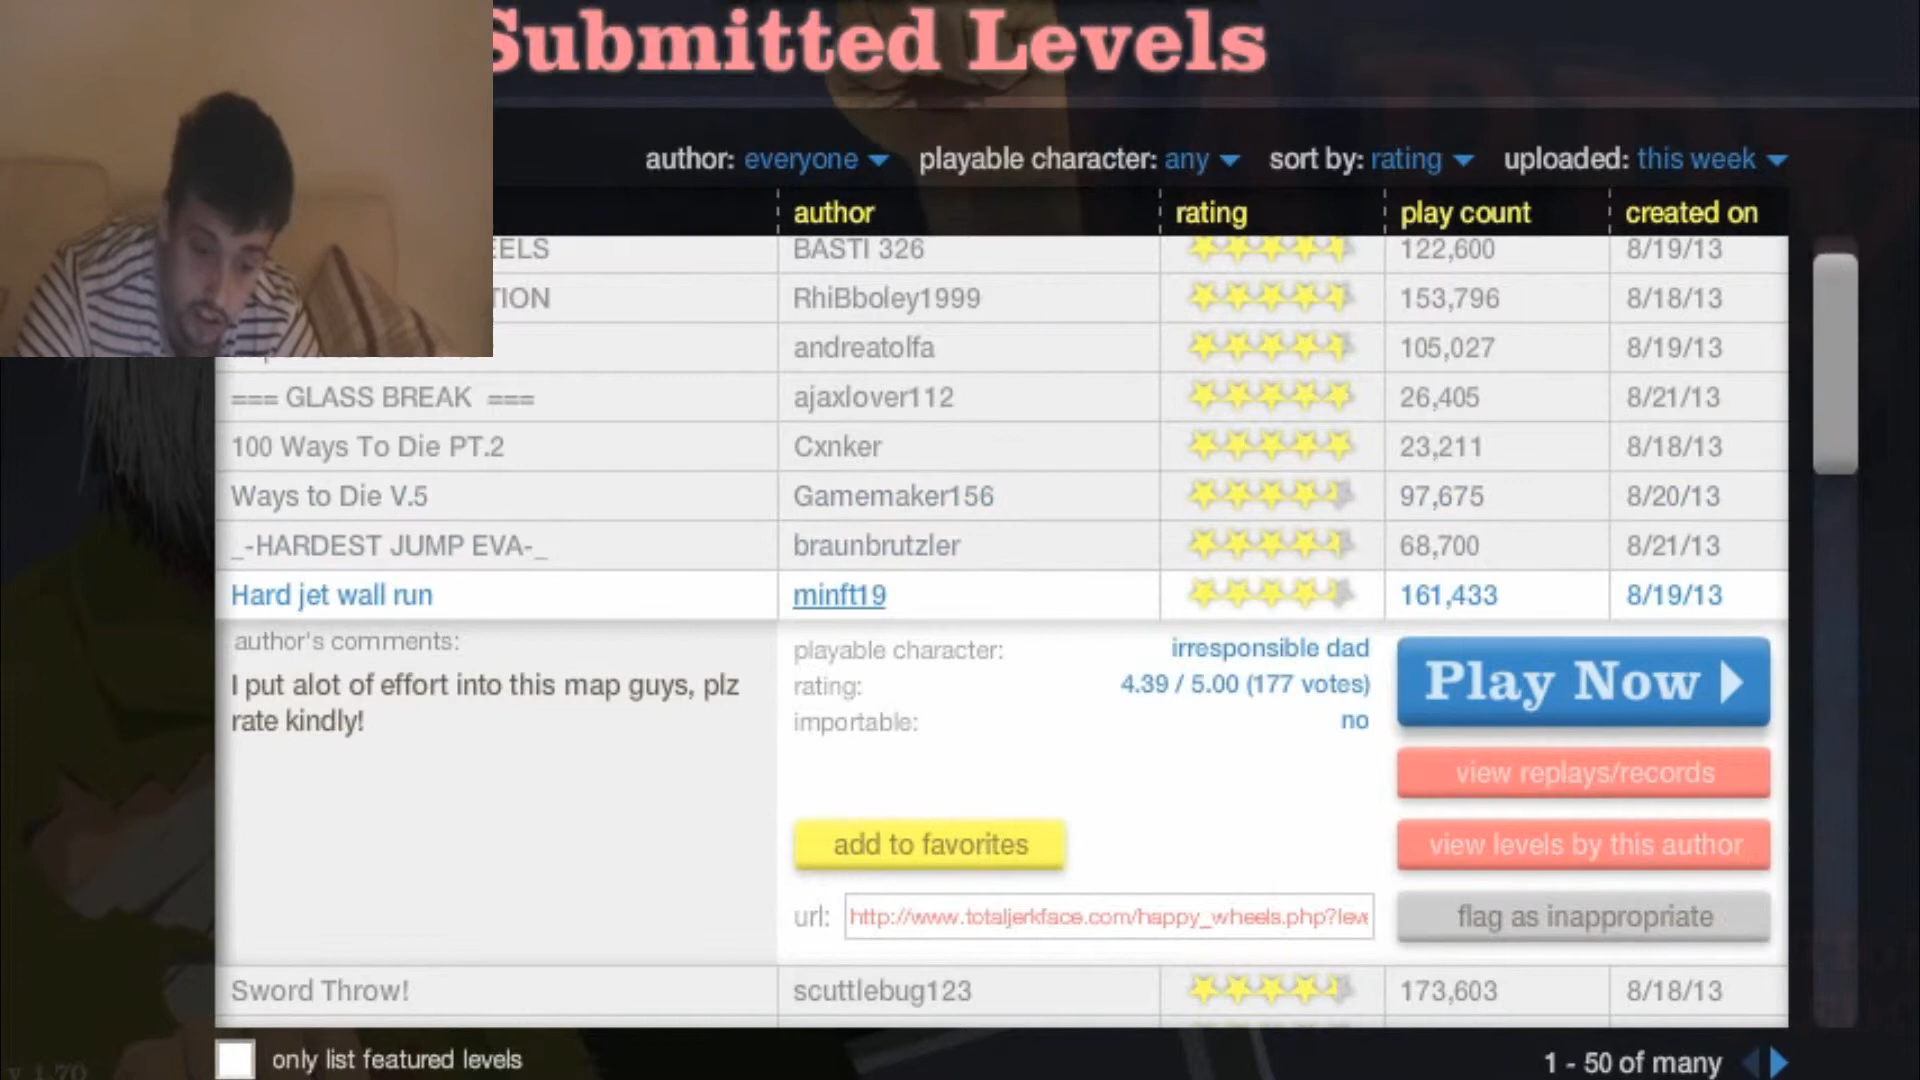 Submitted Levels
author: everyone playable character: any sort by: rating uploaded: this week
author rating play count created on
EELS BASTI 326 122,600 8/19/13
TION RhiBboley1999 153,796 8/18/13
andreatolfa 105,027 8/19/13
=== GLASS BREAK === ajaxlover112 26,405 8/21/13
100 Ways To Die PT.2 Cxnker 23,211 8/18/13
Ways to Die V.5 Gamemaker156 97,675 8/20/13
_-HARDEST JUMP EVA-_ braunbrutzler 68,700 8/21/13
Hard jet wall run minft19 161,433 8/19/13
author's comments:
I put alot of effort into this map guys, plz
rate kindly!
playable character: irresponsible dad
rating: 4.39 / 5.00 (177 votes)
importable: no
Play Now
view replays/records
add to favorites
view levels by this author
url: http://www.totaljerkface.com/happy_wheels.php?lev
flag as inappropriate
Sword Throw! scuttlebug123 173,603 8/18/13
only list featured levels
1 - 50 of many
v 1.70